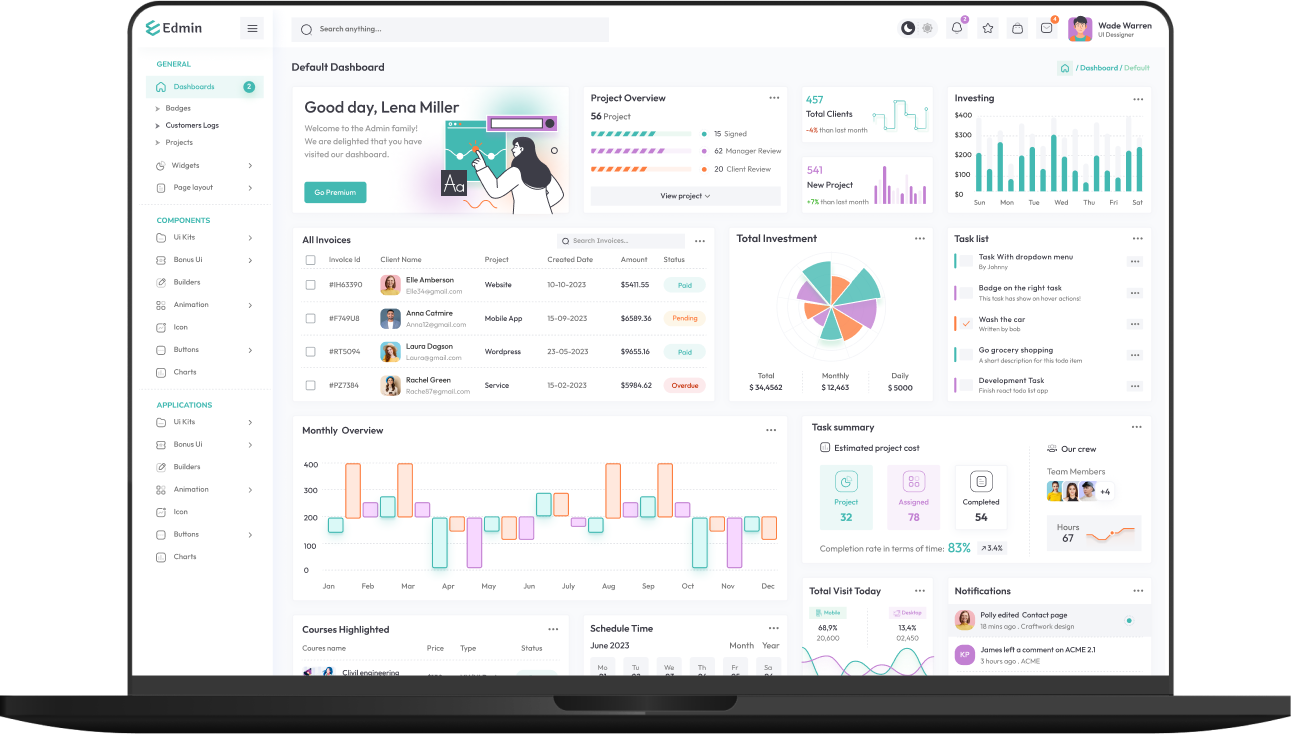 Edmin
Search anything...
2
4
Wade Warren
UI Dessigner
GENERAL
Dashboards
2
Badges
Customers Logs
Projects
Widgets
Page layout
COMPONENTS
Ui Kits
Bonus Ui
Builders
Animation
Icon
Buttons
Charts
APPLICATIONS
Ui Kits
Bonus Ui
Builders
Animation
Icon
Buttons
Charts
Default Dashboard
/ Dashboard / Default
Good day, Lena Miller
Welcome to the Admin family!
We are delighted that you have
visited our dashboard.
Go Premium
Aa
Project Overview
56 Project
15 Signed
62 Manager Review
20 Client Review
View project
457
Total Clients
-4% than last month
541
New Project
+7% than last month
Investing
$400
$300
$200
$100
$0
Sun Mon Tue Wed Thu Fri Sat
All Invoices
Search Invoices...
Invoice Id Client Name Project Created Date Amount Status
#IH63390 Elle Amberson Website 10-10-2023 $5411.55 Paid
Elle34@gmail.com
#F749U8 Anna Catmire Mobile App 15-09-2023 $6589.36 Pending
Anna12@gmail.com
#RT5094 Laura Dagson Wordpress 23-05-2023 $9655.16 Paid
Laura@gmail.com
#PZ7384 Rachel Green Service 15-02-2023 $5984.62 Overdue
Rache87@gmail.com
Total Investment
Total Monthly Daily
$ 34,4562 $ 12,463 $ 5000
Task list
Task With dropdown menu
By Johnny
Badge on the right task
This task has show on hover actions!
Wash the car
Written by bob
Go grocery shopping
A short description for this todo item
Development Task
Finish react todo list app
Monthly Overview
400
300
200
100
0
Jan Feb Mar Apr May Jun July Aug Sep Oct Nov Dec
Task summary
Estimated project cost
Project
32
Assigned
78
Completed
54
Completion rate in terms of time: 83% 3.4%
Our crew
Team Members
+4
Hours
67
Courses Highlighted
Coures name Price Type Status
Clivil engineering
Schedule Time
June 2023 Month Year
Mo Tu We Th Fr Sa
Total Visit Today
Mobile Desktop
68,9% 13,4%
20,600 02,450
Notifications
Polly edited Contact page
18 mins ago . Craftwork design
KP
James left a comment on ACME 2.1
3 hours ago . ACME